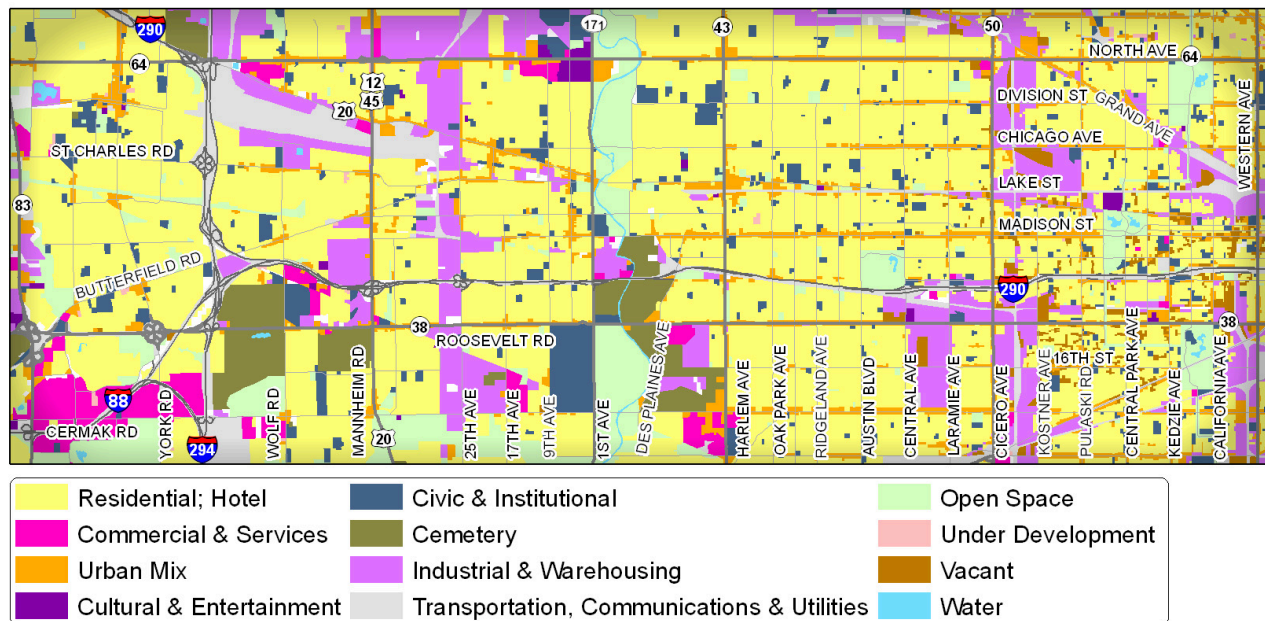 290
171
43
50
NORTH AVE
64
64
12
45
20
DIVISION ST
GRAND AVE
WESTERN AVE
CHICAGO AVE
ST CHARLES RD
LAKE ST
83
MADISON ST
BUTTERFIELD RD
290
38
38
ROOSEVELT RD
16TH ST
88
CERMAK RD
294
YORK RD
WOLF RD
MANNHEIM RD
20
25TH AVE
17TH AVE
9TH AVE
1ST AVE
DES PLAINES AVE
HARLEM AVE
OAK PARK AVE
RIDGELAND AVE
AUSTIN BLVD
CENTRAL AVE
LARAMIE AVE
CICERO AVE
KOSTNER AVE
PULASKI RD
CENTRAL PARK AVE
KEDZIE AVE
CALIFORNIA AVE
Residential; Hotel
Commercial & Services
Urban Mix
Cultural & Entertainment
Civic & Institutional
Cemetery
Industrial & Warehousing
Transportation, Communications & Utilities
Open Space
Under Development
Vacant
Water